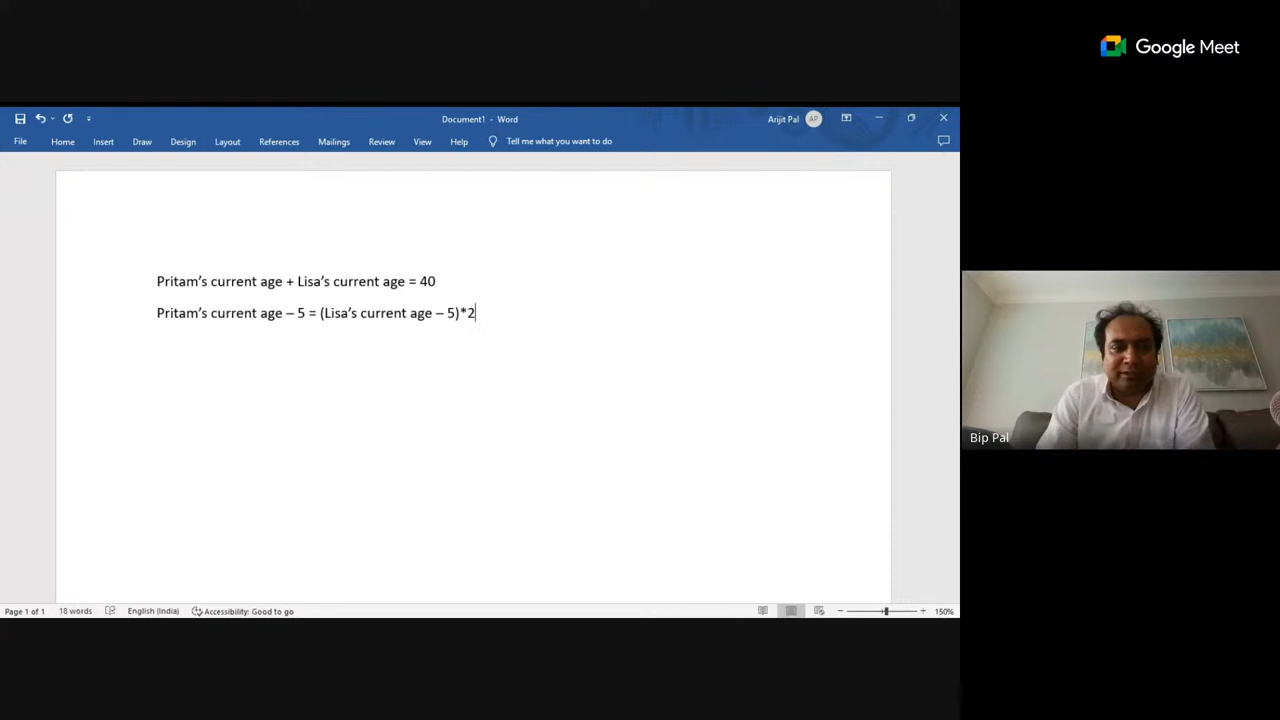 Google Meet
Document1 - Word
Arijit Pal
AP
File Home Insert Draw Design Layout References Mailings Review View Help Tell me what you want to do
Pritam's current age + Lisa's current age = 40
Pritam's current age – 5 = (Lisa's current age – 5)*2
Bip Pal
Page 1 of 1 18 words English (India) Accessibility: Good to go 150%